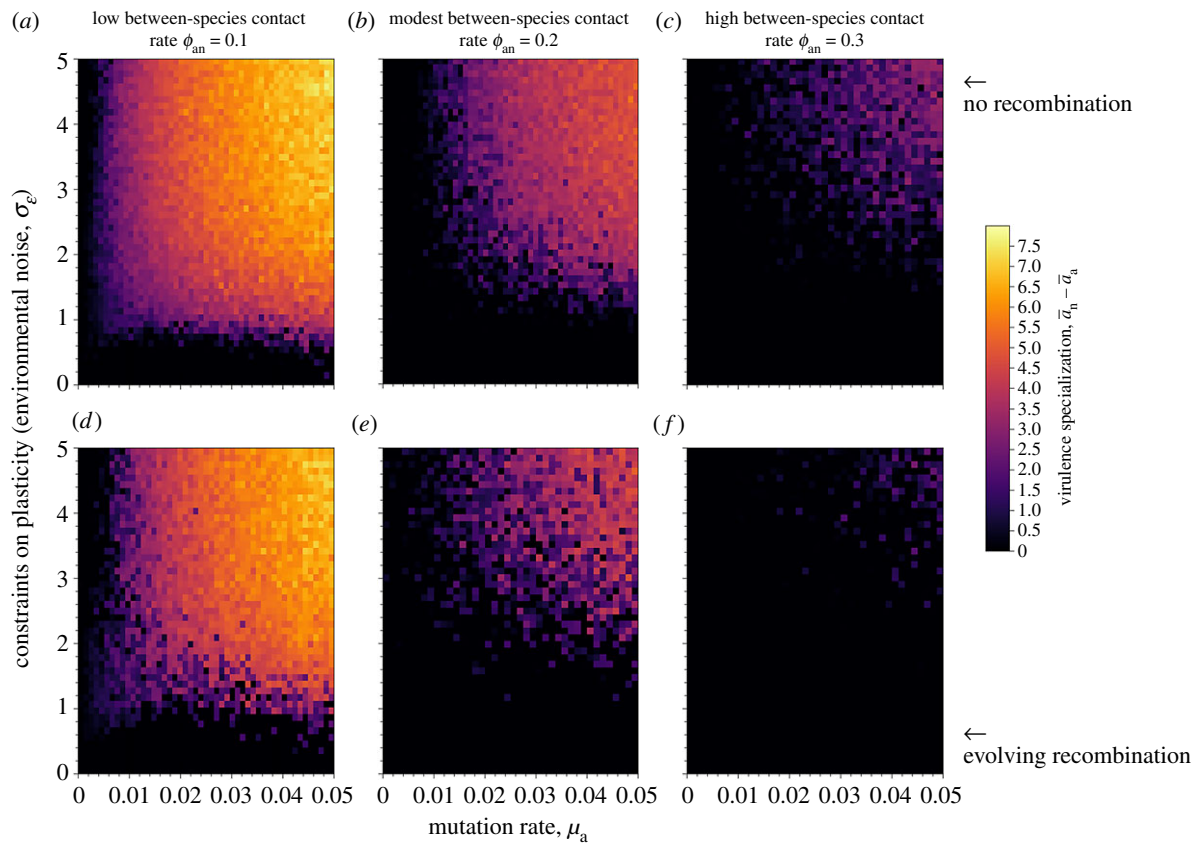 (a)
low between-species contact
rate ϕan = 0.1
(b)
modest between-species contact
rate ϕan = 0.2
(c)
high between-species contact
rate ϕan = 0.3
5
4
3
2
1
0
←
no recombination
constraints on plasticity (environmental noise, σε)
7.5
7.0
6.5
6.0
5.5
5.0
4.5
4.0
3.5
3.0
2.5
2.0
1.5
1.0
0.5
0
virulence specialization, a̅n – a̅a
(d)
(e)
(f)
5
4
3
2
1
0
←
evolving recombination
0 0.01 0.02 0.03 0.04 0.05
0 0.01 0.02 0.03 0.04 0.05
0 0.01 0.02 0.03 0.04 0.05
mutation rate, μa